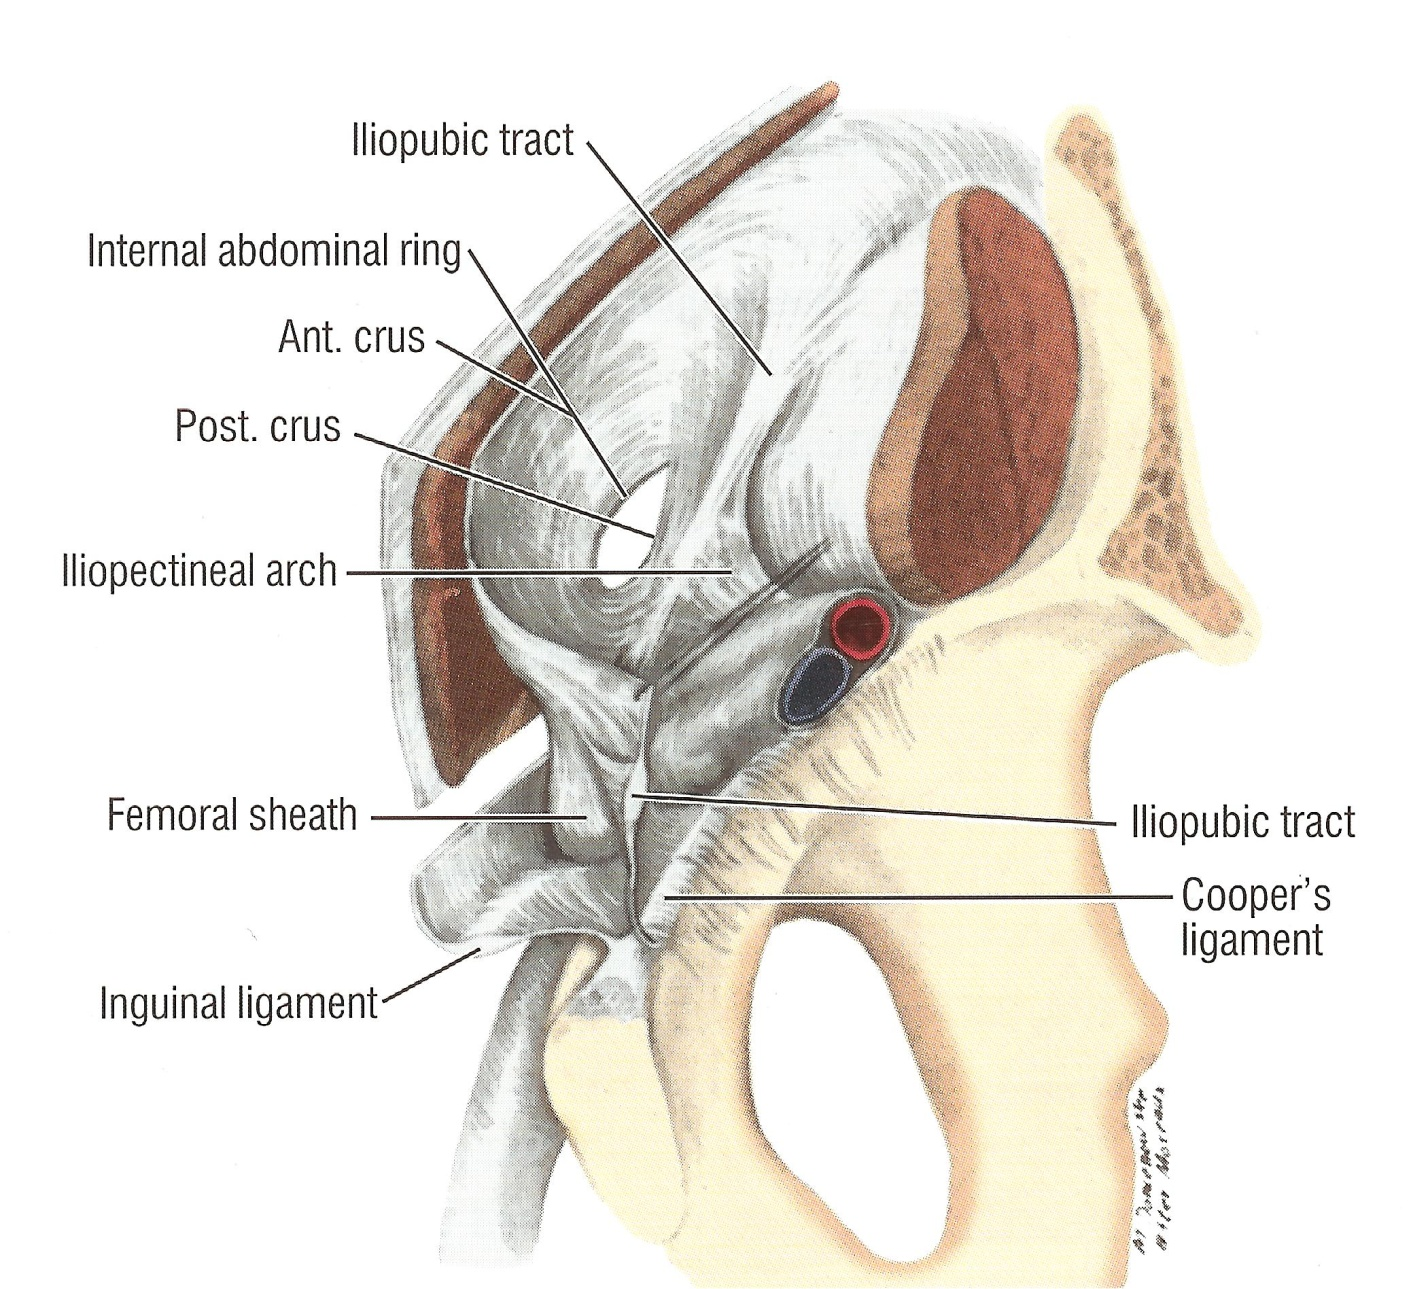 Iliopubic tract
Internal abdominal ring
Ant. crus
Post. crus
Iliopectineal arch
Femoral sheath
Iliopubic tract
Cooper's
ligament
Inguinal ligament